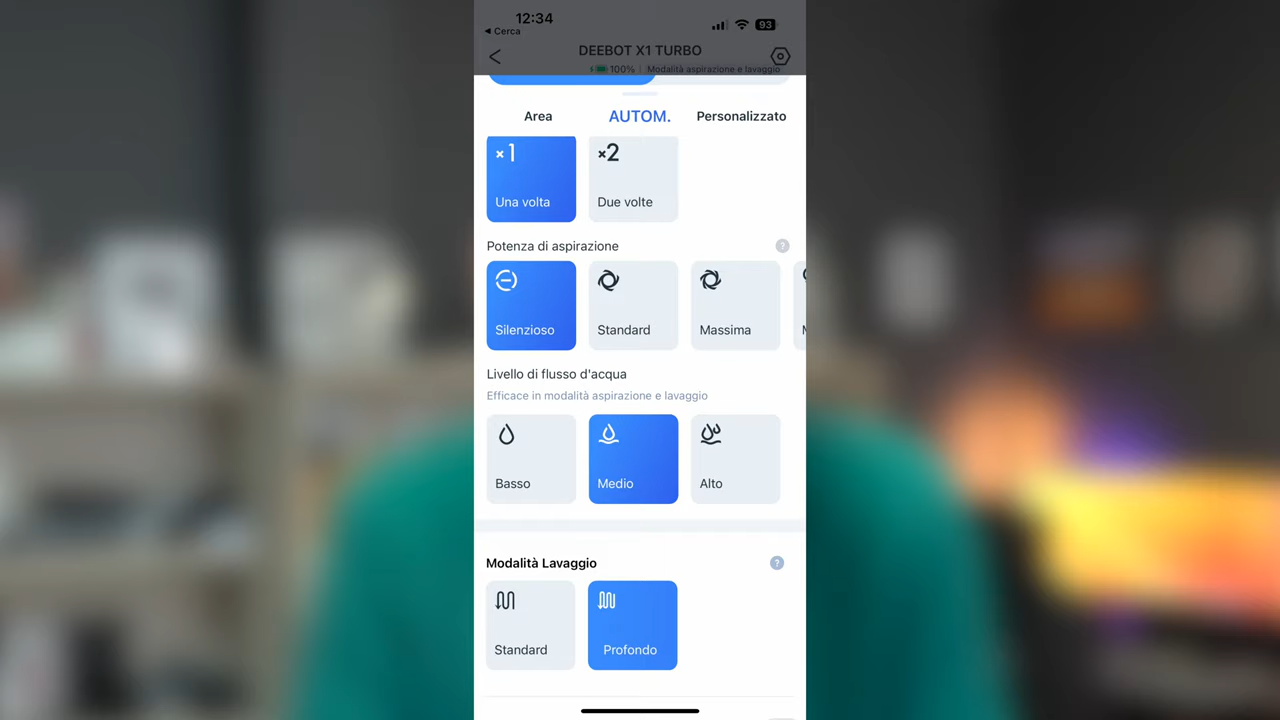 12:34
93
◀ Cerca
DEEBOT X1 TURBO
100% | Modalità aspirazione e lavaggio
Area
AUTOM.
Personalizzato
×1
×2
Una volta
Due volte
Potenza di aspirazione
?
Silenzioso
Standard
Massima
Livello di flusso d'acqua
Efficace in modalità aspirazione e lavaggio
Basso
Medio
Alto
Modalità Lavaggio
?
Standard
Profondo